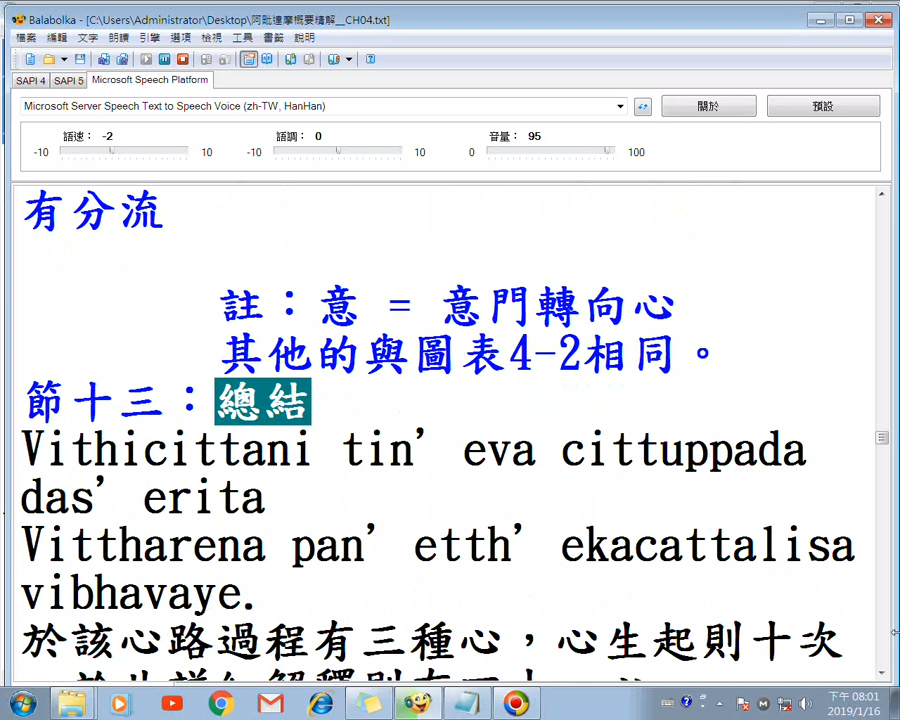 Balabolka - [C:\Users\Administrator\Desktop\阿毗達摩概要精解__CH04.txt]
檔案 編輯 文字 朗讀 引擎 選項 檢視 工具 書籤 說明
SAPI 4 SAPI 5 Microsoft Speech Platform
Microsoft Server Speech Text to Speech Voice (zh-TW, HanHan) 關於 預設
語速： -2 語調： 0 音量： 95
-10 10 -10 10 0 100
有分流
註：意 = 意門轉向心
其他的與圖表4-2相同。
節十三：總結
Vithicittani tin’ eva cittuppada
das’ erita
Vittharena pan’ etth’ ekacattalisa
vibhavaye.
於該心路過程有三種心，心生起則十次
下午 08:01
2019/1/16